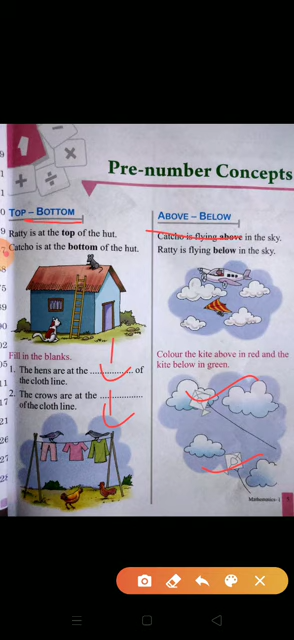 1
Pre-number Concepts
TOP – BOTTOM
Ratty is at the top of the hut.
Catcho is at the bottom of the hut.
Fill in the blanks.
1. The hens are at the ................ of
the cloth line.
2. The crows are at the ................
of the cloth line.
ABOVE – BELOW
Catcho is flying above in the sky.
Ratty is flying below in the sky.
Colour the kite above in red and the
kite below in green.
Mathematics-1